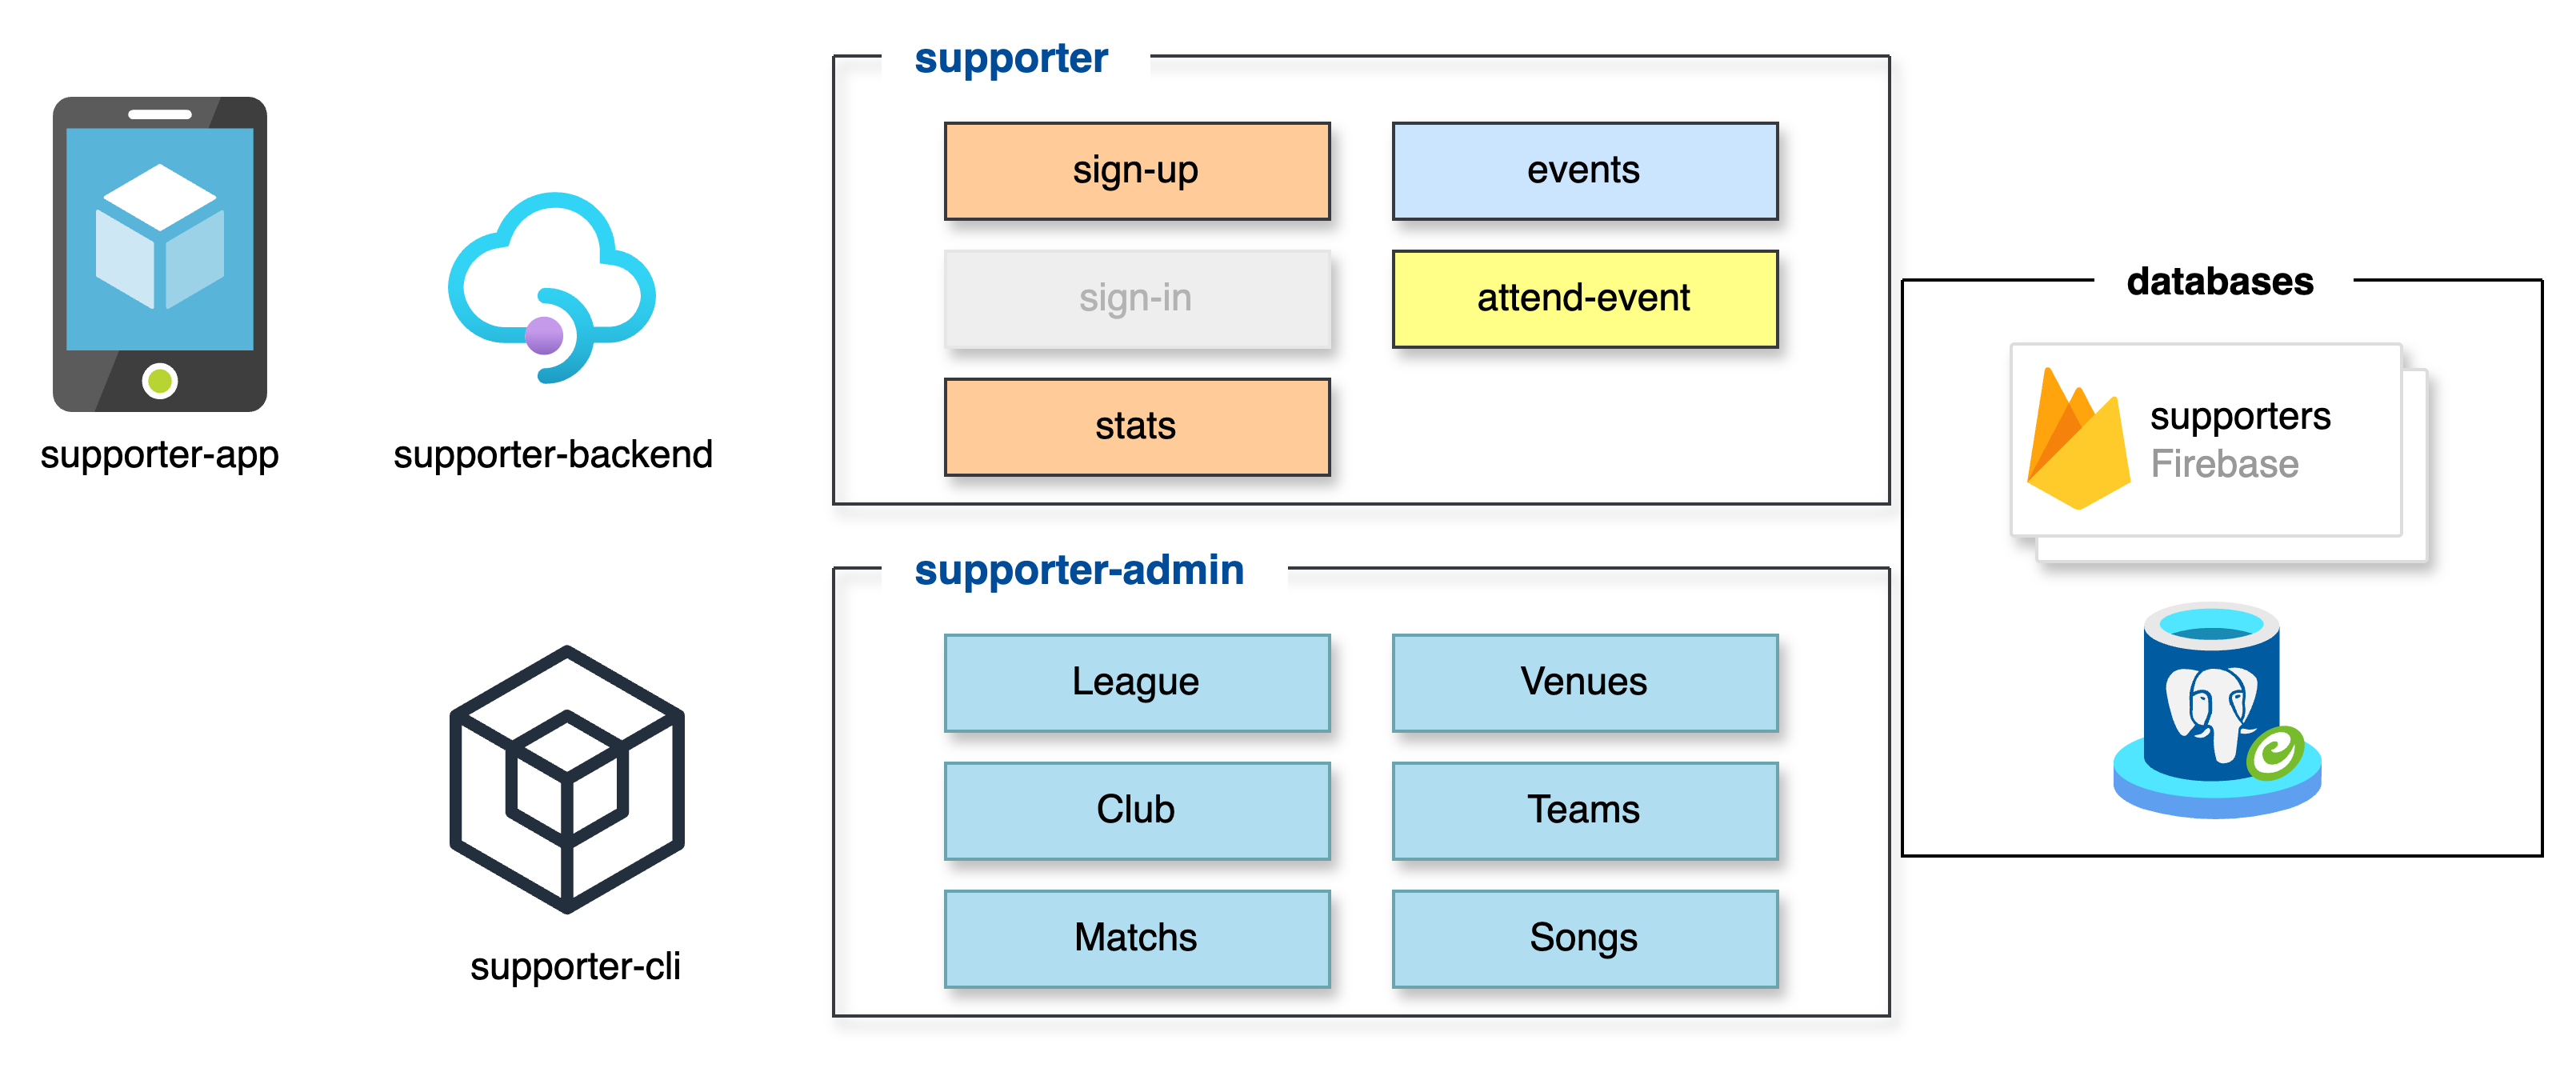 supporter
sign-up
events
sign-in
attend-event
stats
supporter-app
supporter-backend
databases
supporters
Firebase
supporter-admin
League
Venues
Club
Teams
Matchs
Songs
supporter-cli